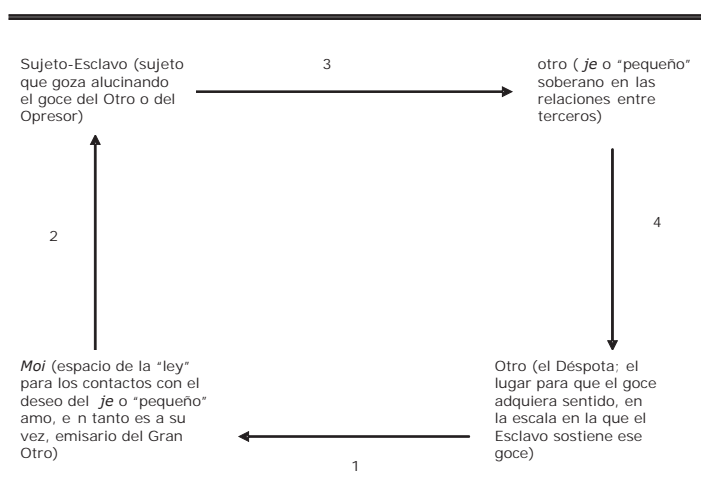 Sujeto-Esclavo (sujeto
que goza alucinando
el goce del Otro o del
Opresor)
3
otro ( je o "pequeño"
soberano en las
relaciones entre
terceros)
2
4
Moi (espacio de la "ley"
para los contactos con el
deseo del je o "pequeño"
amo, e n tanto es a su
vez, emisario del Gran
Otro)
Otro (el Déspota; el
lugar para que el goce
adquiera sentido, en
la escala en la que el
Esclavo sostiene ese
goce)
1